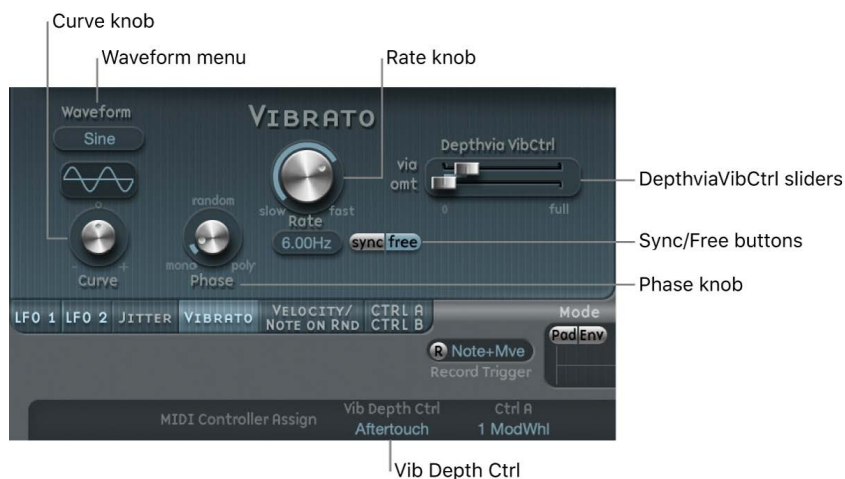 Curve knob
Waveform menu
Rate knob
Waveform
VIBRATO
Sine
Depthvia VibCtrl
via
omt
DepthviaVibCtrl sliders
random
0
full
slow
fast
Rate
6.00Hz
sync free
Sync/Free buttons
- +
Curve
mono
poly
Phase
Phase knob
LFO 1 LFO 2 JITTER VIBRATO VELOCITY/ NOTE ON RND CTRL A CTRL B
Mode
Pad Env
R Note+Mve
Record Trigger
MIDI Controller Assign
Vib Depth Ctrl
Ctrl A
Aftertouch
1 ModWhl
Vib Depth Ctrl